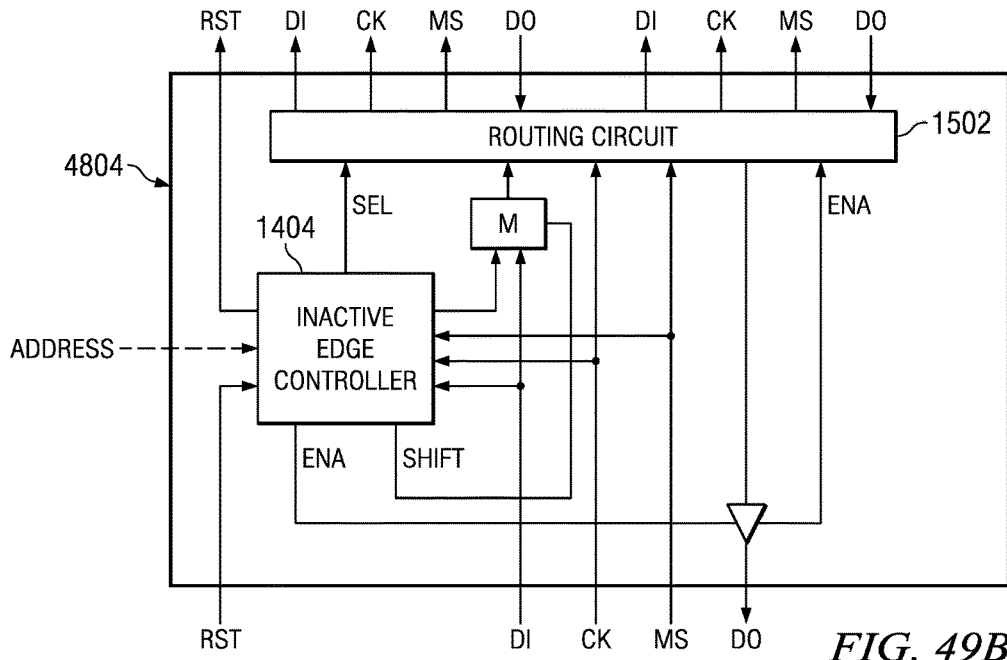 RST DI CK MS DO DI CK MS DO
ROUTING CIRCUIT
1502
4804
SEL
M
ENA
1404
INACTIVE
EDGE
CONTROLLER
ADDRESS
ENA SHIFT
RST DI CK MS DO
FIG. 49B